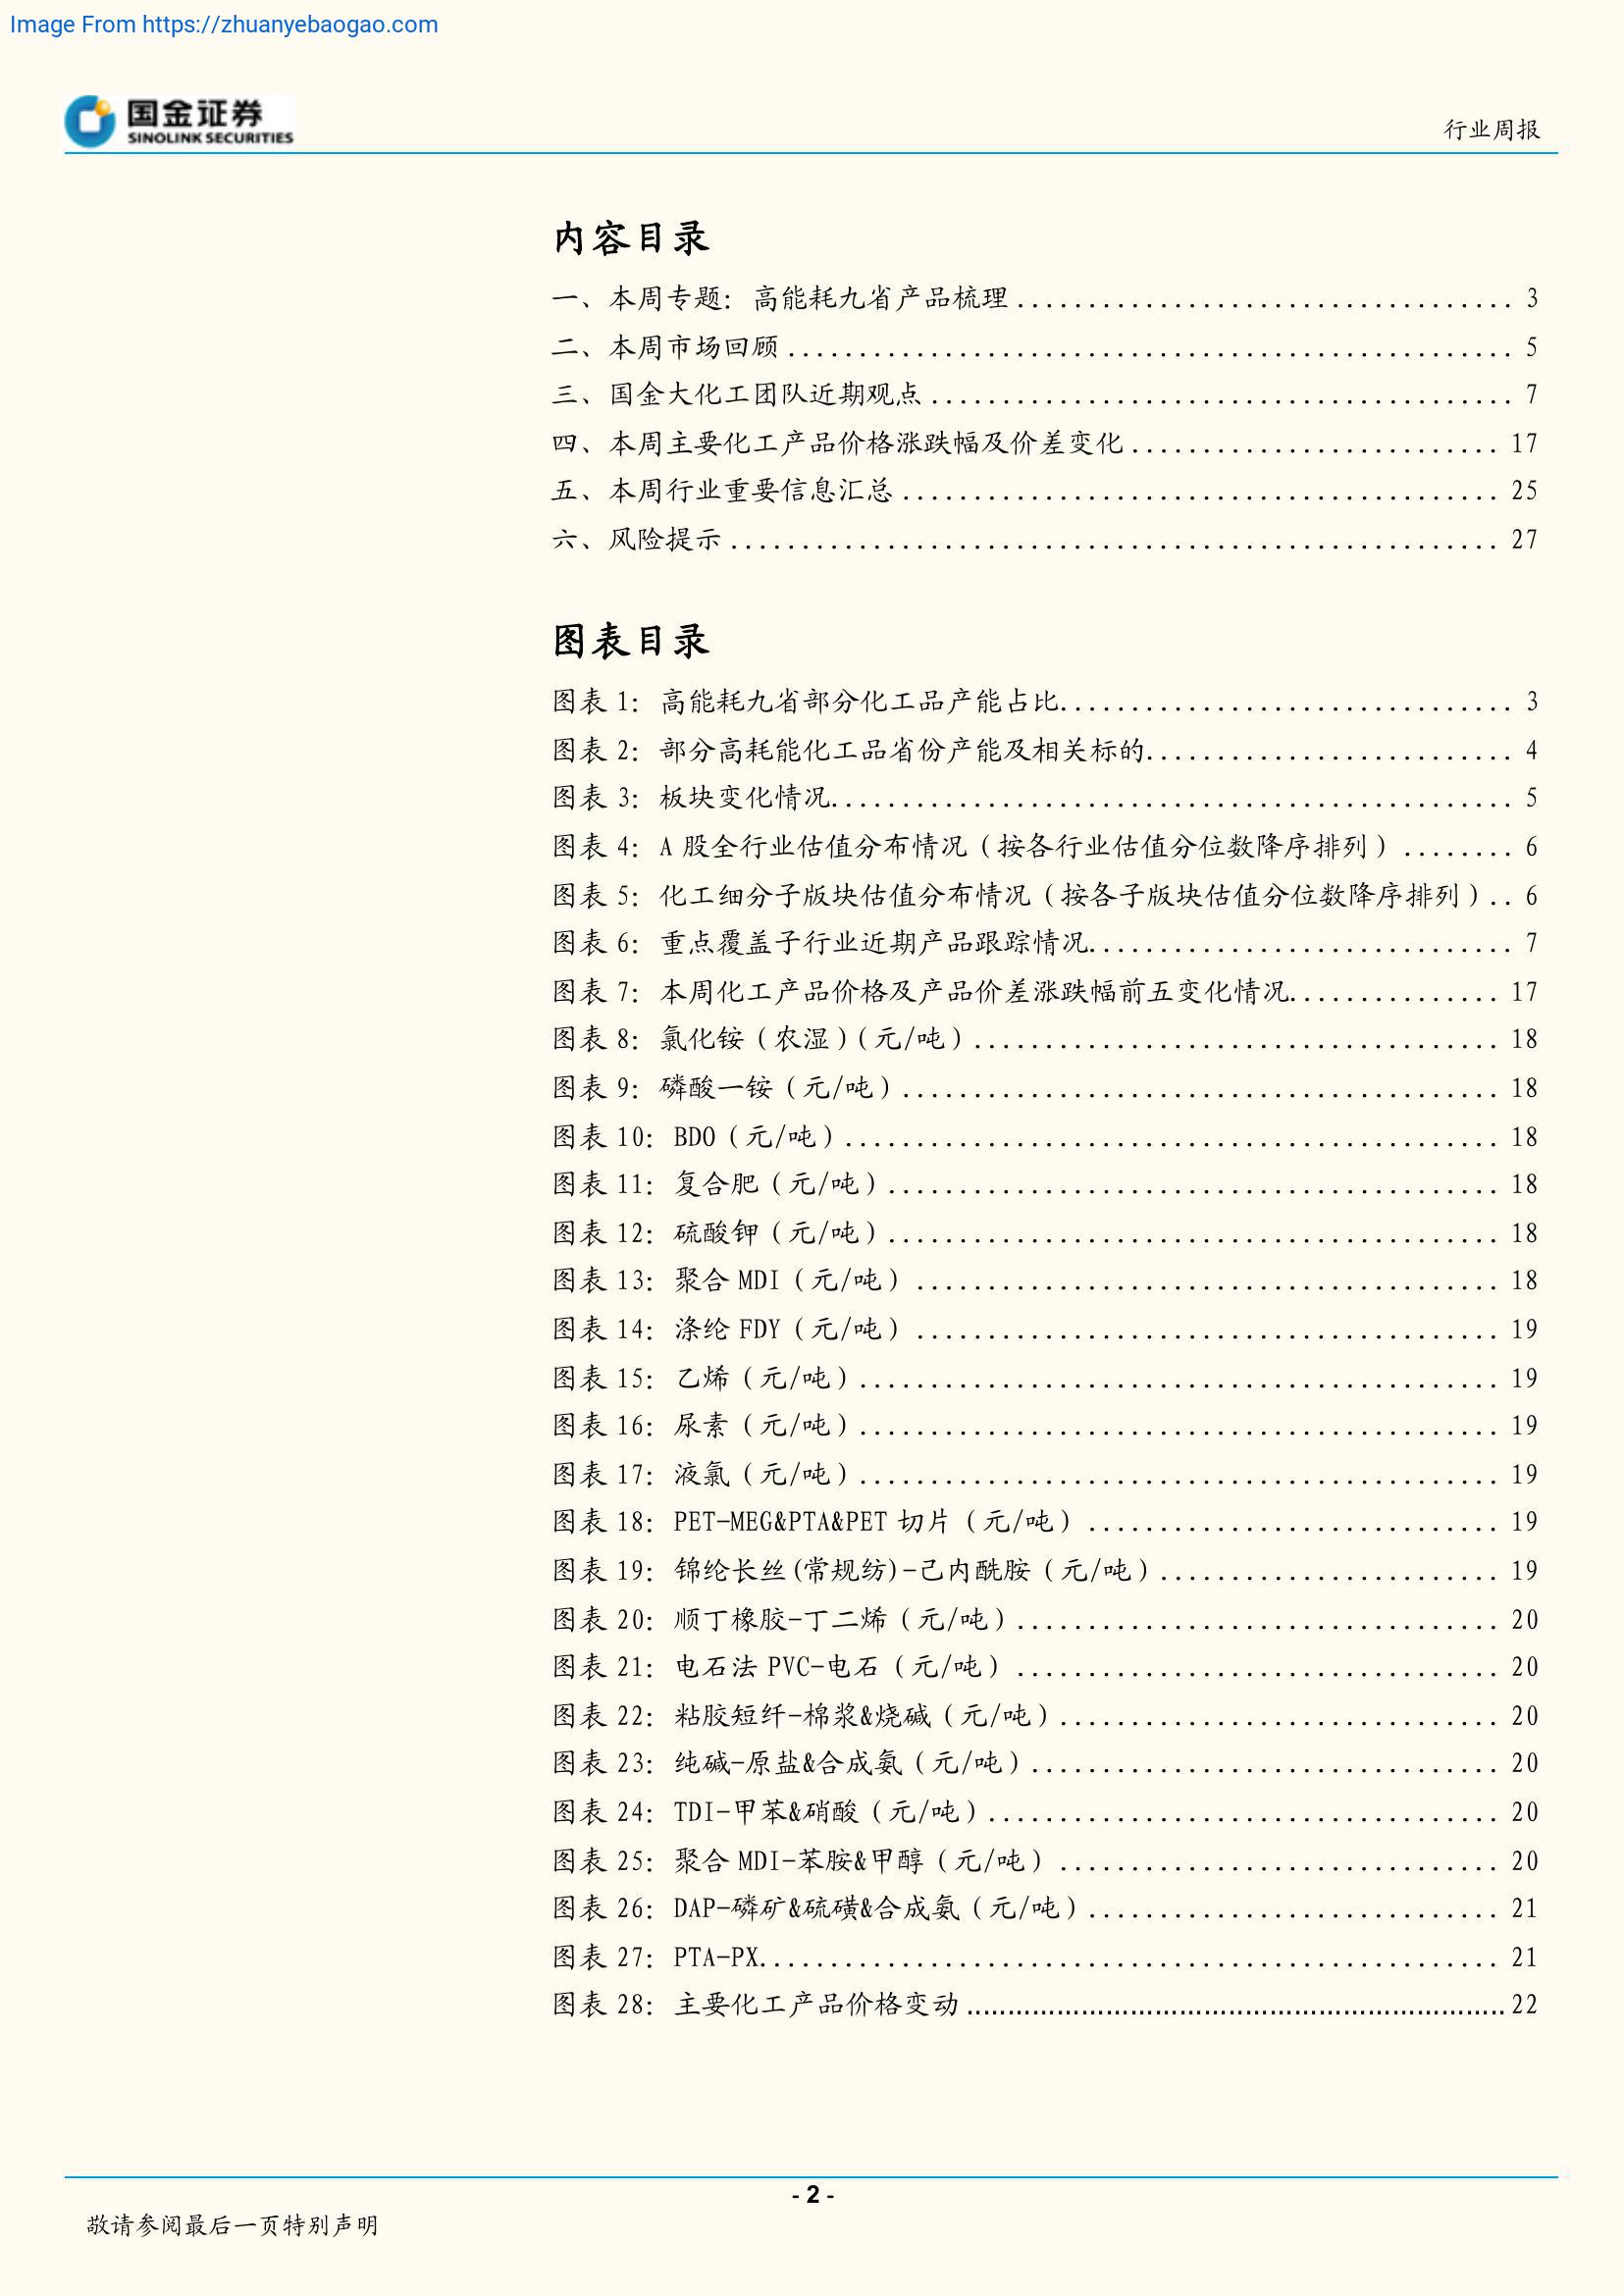 Image From https://zhuanyebaogao.com
国金证券
SINOLINK SECURITIES
行业周报
内容目录
一、本周专题：高能耗九省产品梳理 3
二、本周市场回顾 5
三、国金大化工团队近期观点 7
四、本周主要化工产品价格涨跌幅及价差变化 17
五、本周行业重要信息汇总 25
六、风险提示 27
图表目录
图表 1：高能耗九省部分化工品产能占比 3
图表 2：部分高耗能化工品省份产能及相关标的 4
图表 3：板块变化情况 5
图表 4：A 股全行业估值分布情况（按各行业估值分位数降序排列） 6
图表 5：化工细分子版块估值分布情况（按各子版块估值分位数降序排列） 6
图表 6：重点覆盖子行业近期产品跟踪情况 7
图表 7：本周化工产品价格及产品价差涨跌幅前五变化情况 17
图表 8：氯化铵（农湿）（元/吨） 18
图表 9：磷酸一铵（元/吨） 18
图表 10：BDO（元/吨） 18
图表 11：复合肥（元/吨） 18
图表 12：硫酸钾（元/吨） 18
图表 13：聚合 MDI（元/吨） 18
图表 14：涤纶 FDY（元/吨） 19
图表 15：乙烯（元/吨） 19
图表 16：尿素（元/吨） 19
图表 17：液氯（元/吨） 19
图表 18：PET-MEG&PTA&PET 切片（元/吨） 19
图表 19：锦纶长丝(常规纺)-己内酰胺（元/吨） 19
图表 20：顺丁橡胶-丁二烯（元/吨） 20
图表 21：电石法 PVC-电石（元/吨） 20
图表 22：粘胶短纤-棉浆&烧碱（元/吨） 20
图表 23：纯碱-原盐&合成氨（元/吨） 20
图表 24：TDI-甲苯&硝酸（元/吨） 20
图表 25：聚合 MDI-苯胺&甲醇（元/吨） 20
图表 26：DAP-磷矿&硫磺&合成氨（元/吨） 21
图表 27：PTA-PX 21
图表 28：主要化工产品价格变动 22
- 2 -
敬请参阅最后一页特别声明